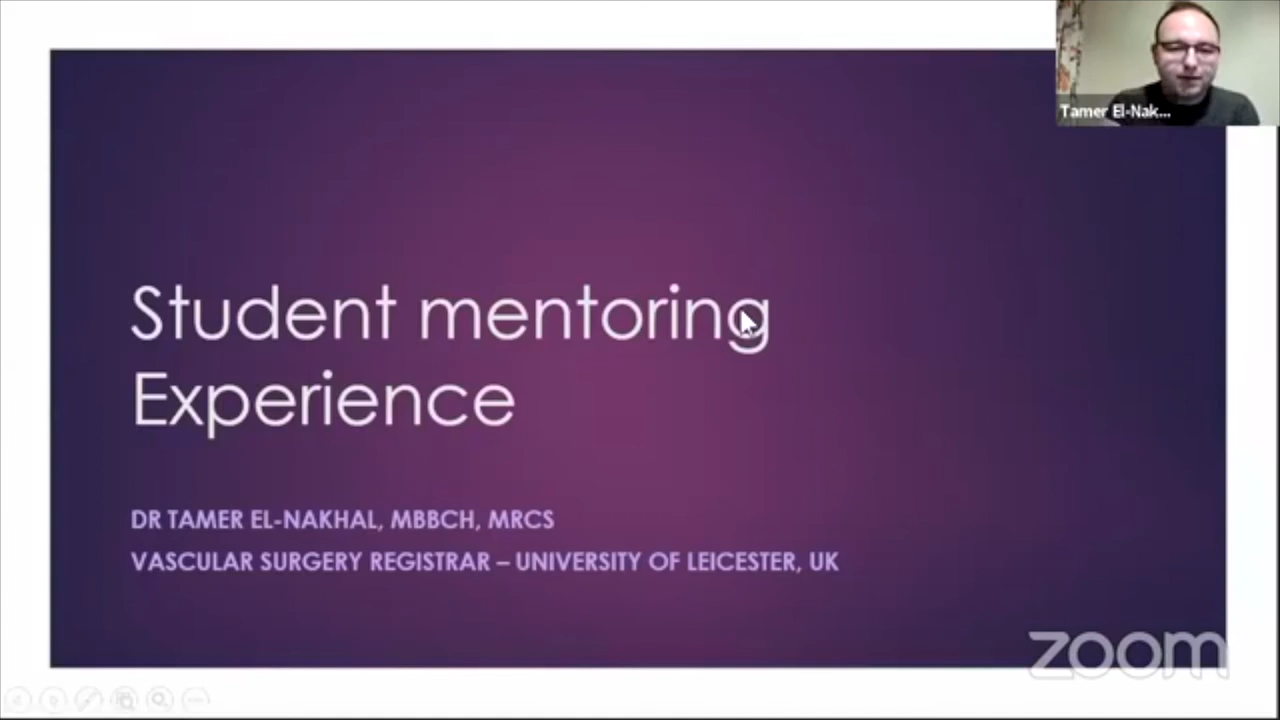 Tamer El-Nak...
Student mentoring
Experience
DR TAMER EL-NAKHAL, MBBCH, MRCS
VASCULAR SURGERY REGISTRAR – UNIVERSITY OF LEICESTER, UK
zoom